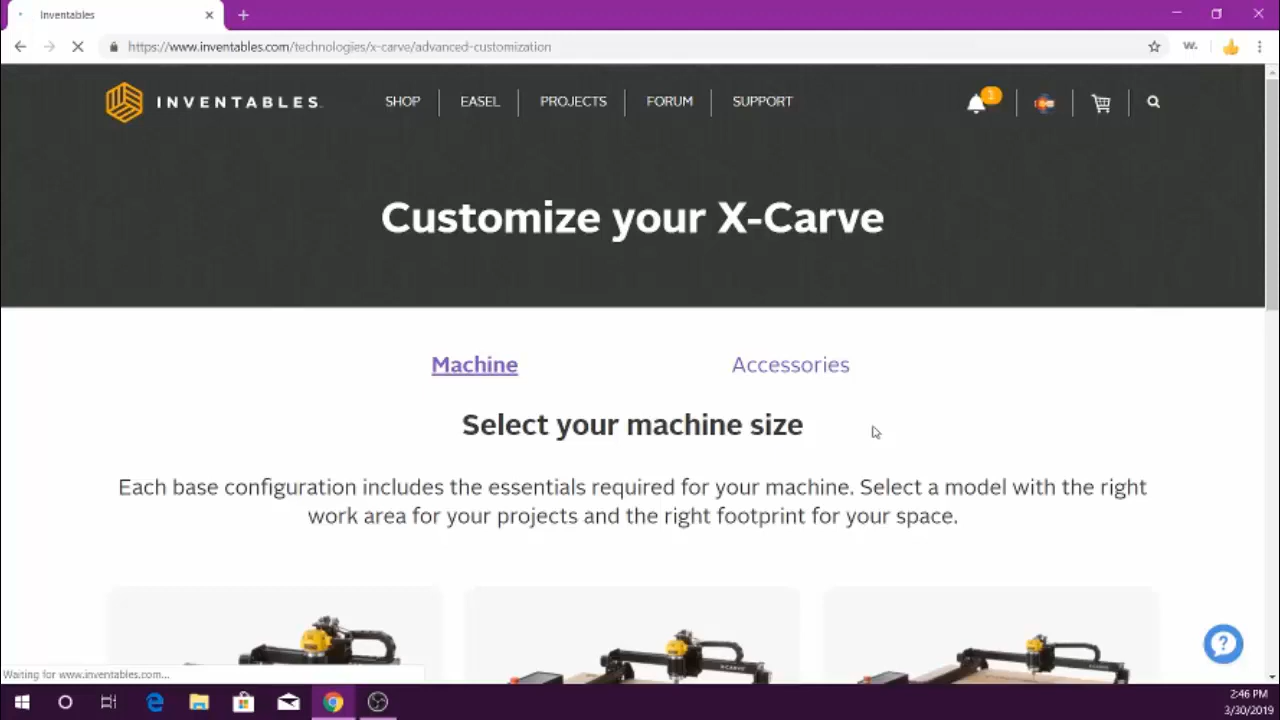 Inventables
https://www.inventables.com/technologies/x-carve/advanced-customization
W.
INVENTABLES
SHOP
EASEL
PROJECTS
FORUM
SUPPORT
3
Customize your X-Carve
Machine
Accessories
Select your machine size
Each base configuration includes the essentials required for your machine. Select a model with the right
work area for your projects and the right footprint for your space.
X-CARVE
?
Waiting for www.inventables.com...
2:46 PM
3/30/2019